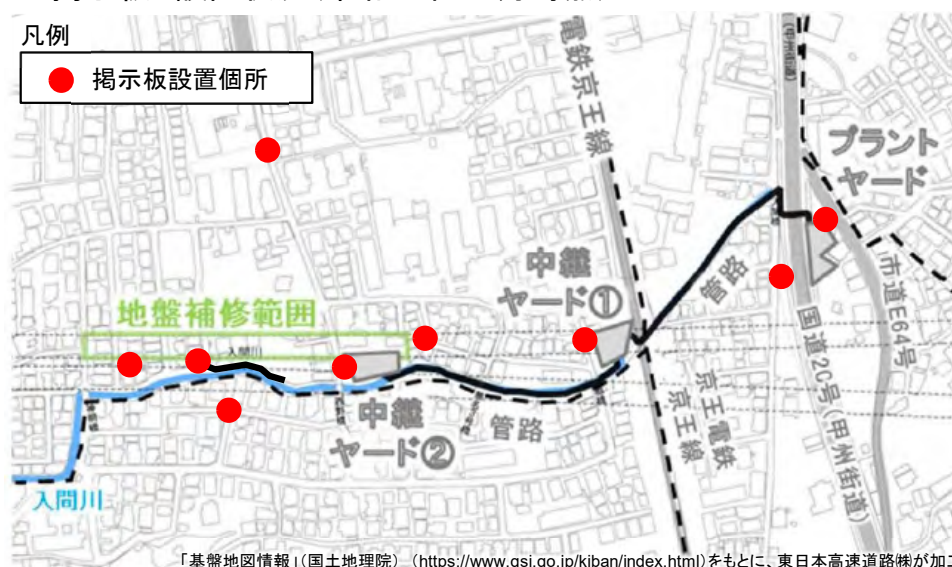 凡例
掲示板設置個所
(甲州街道)
電鉄京王線
プラント
ヤード
中継
ヤード①
管路
市道E64号
地盤補修範囲
入間川
国道20号(甲州街道)
京王電鉄
京王線
中継
ヤード②
管路
入間川
「基盤地図情報」(国土地理院) (https://www.gsi.go.jp/kiban/index.html)をもとに、東日本高速道路㈱が加工